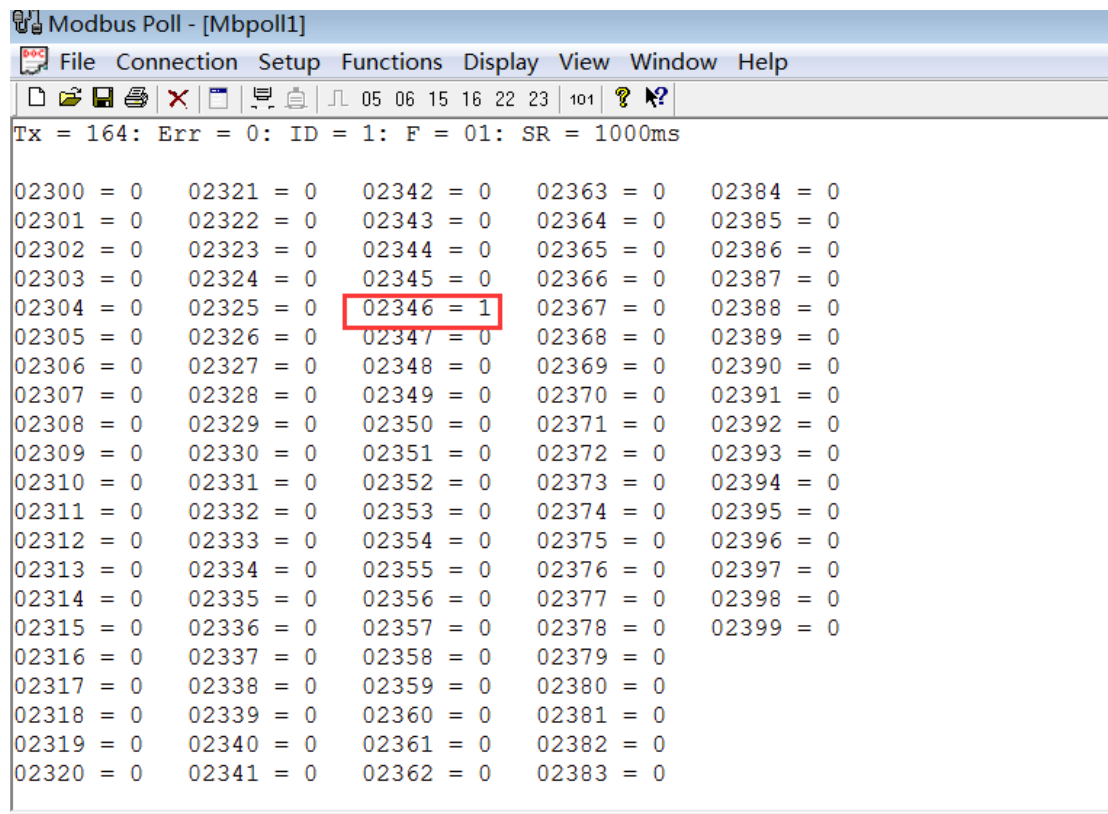 Modbus Poll - [Mbpoll1]
DOC File Connection Setup Functions Display View Window Help
05 06 15 16 22 23 101
Tx = 164: Err = 0: ID = 1: F = 01: SR = 1000ms
02300 = 0 02321 = 0 02342 = 0 02363 = 0 02384 = 0
02301 = 0 02322 = 0 02343 = 0 02364 = 0 02385 = 0
02302 = 0 02323 = 0 02344 = 0 02365 = 0 02386 = 0
02303 = 0 02324 = 0 02345 = 0 02366 = 0 02387 = 0
02304 = 0 02325 = 0 02346 = 1 02367 = 0 02388 = 0
02305 = 0 02326 = 0 02347 = 0 02368 = 0 02389 = 0
02306 = 0 02327 = 0 02348 = 0 02369 = 0 02390 = 0
02307 = 0 02328 = 0 02349 = 0 02370 = 0 02391 = 0
02308 = 0 02329 = 0 02350 = 0 02371 = 0 02392 = 0
02309 = 0 02330 = 0 02351 = 0 02372 = 0 02393 = 0
02310 = 0 02331 = 0 02352 = 0 02373 = 0 02394 = 0
02311 = 0 02332 = 0 02353 = 0 02374 = 0 02395 = 0
02312 = 0 02333 = 0 02354 = 0 02375 = 0 02396 = 0
02313 = 0 02334 = 0 02355 = 0 02376 = 0 02397 = 0
02314 = 0 02335 = 0 02356 = 0 02377 = 0 02398 = 0
02315 = 0 02336 = 0 02357 = 0 02378 = 0 02399 = 0
02316 = 0 02337 = 0 02358 = 0 02379 = 0
02317 = 0 02338 = 0 02359 = 0 02380 = 0
02318 = 0 02339 = 0 02360 = 0 02381 = 0
02319 = 0 02340 = 0 02361 = 0 02382 = 0
02320 = 0 02341 = 0 02362 = 0 02383 = 0